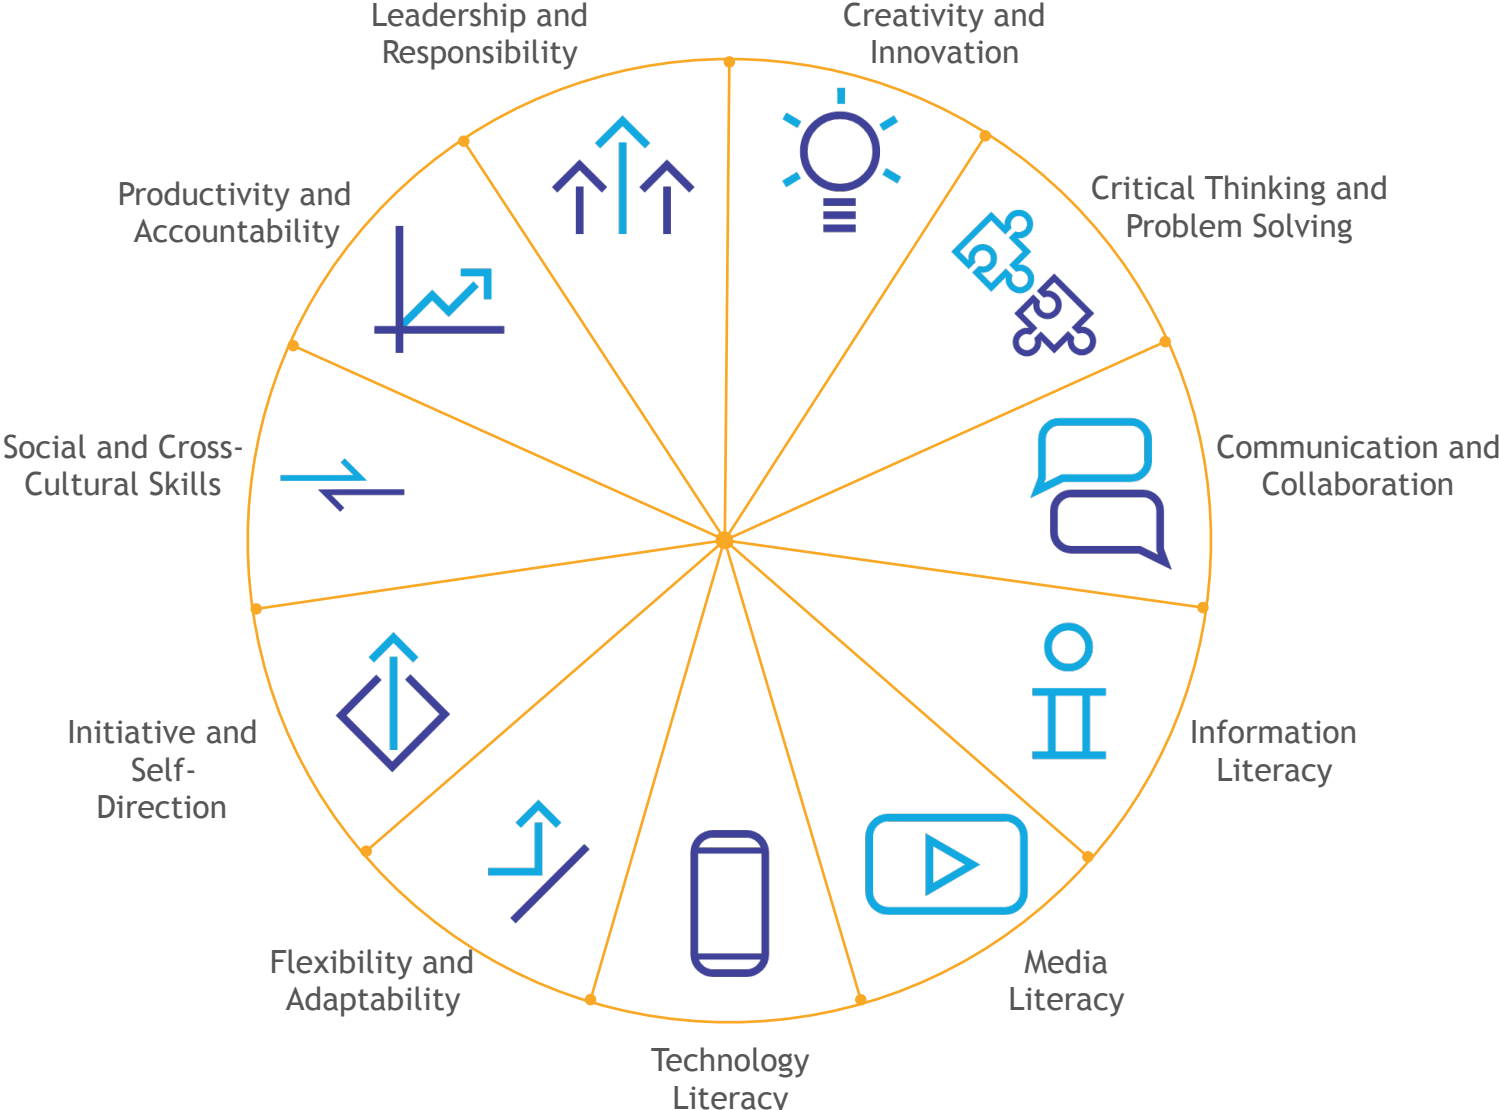 Leadership and
Responsibility
Creativity and
Innovation
Productivity and
Accountability
Critical Thinking and
Problem Solving
Social and Cross-
Cultural Skills
Communication and
Collaboration
Initiative and
Self-
Direction
Information
Literacy
Flexibility and
Adaptability
Media
Literacy
Technology
Literacy